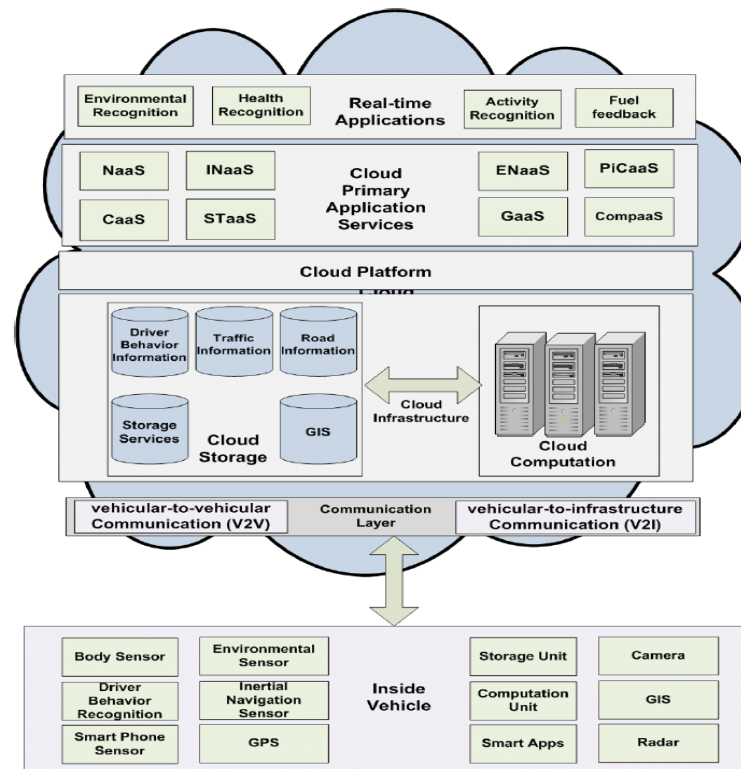 Environmental
Recognition
Health
Recognition
Real-time
Applications
Activity
Recognition
Fuel
feedback
NaaS
INaaS
CaaS
STaaS
Cloud
Primary
Application
Services
ENaaS
PiCaaS
GaaS
CompaaS
Cloud Platform
Cloud
Driver
Behavior
Information
Traffic
Information
Road
Information
Storage
Services
Cloud
Storage
GIS
Cloud
Infrastructure
Cloud
Computation
vehicular-to-vehicular
Communication (V2V)
Communication
Layer
vehicular-to-infrastructure
Communication (V2I)
Body Sensor
Environmental
Sensor
Driver
Behavior
Recognition
Inertial
Navigation
Sensor
Smart Phone
Sensor
GPS
Inside
Vehicle
Storage Unit
Camera
Computation
Unit
GIS
Smart Apps
Radar